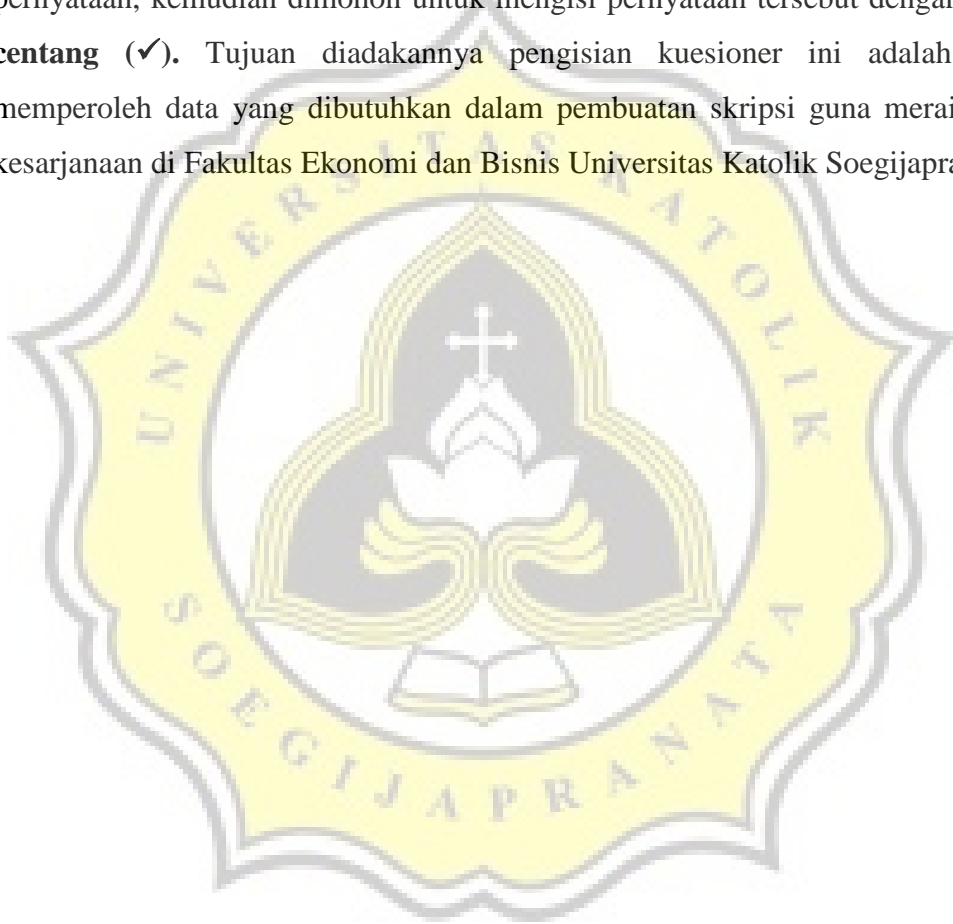 pernyataan, kemudian dimohon untuk mengisi pernyataan tersebut dengan
centang (✓). Tujuan diadakannya pengisian kuesioner ini adalah
memperoleh data yang dibutuhkan dalam pembuatan skripsi guna merai
kesarjanaan di Fakultas Ekonomi dan Bisnis Universitas Katolik Soegijapra
UNIVERSITAS KATOLIK
SOEGIJAPRANATA